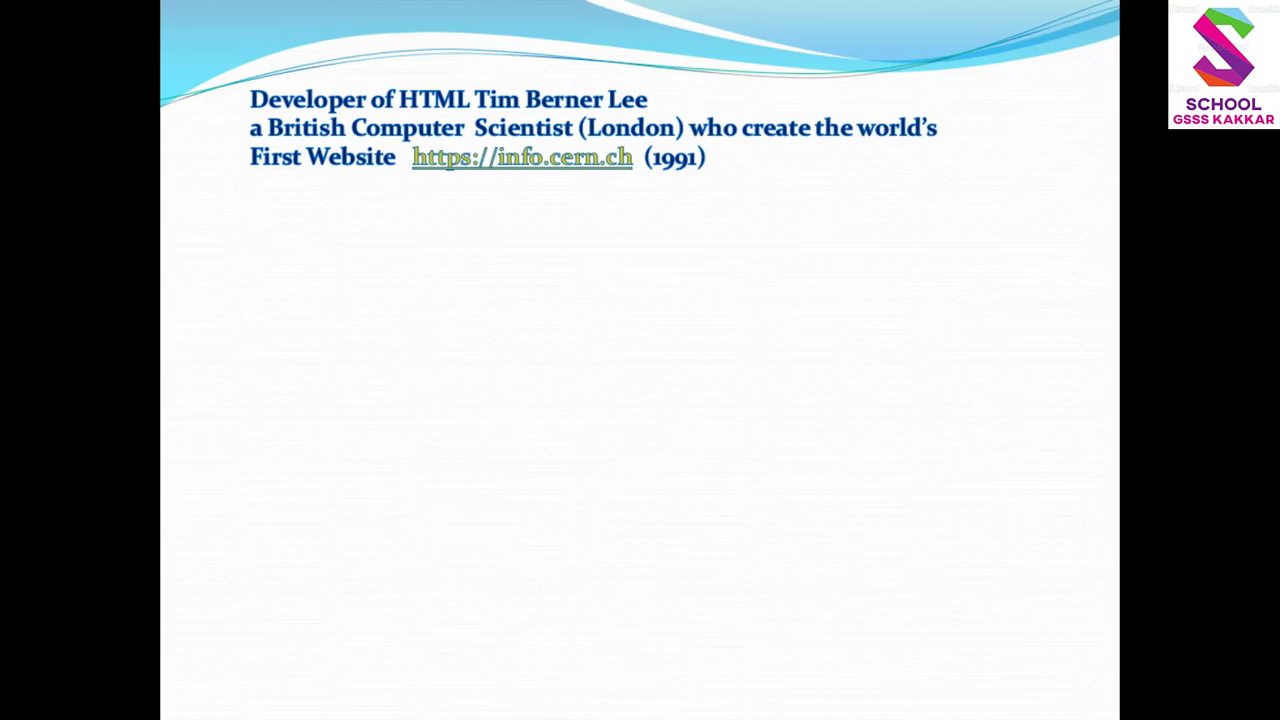 Developer of HTML Tim Berner Lee
a British Computer Scientist (London) who create the world's
First Website https://info.cern.ch (1991)
SCHOOL
GSSS KAKKAR